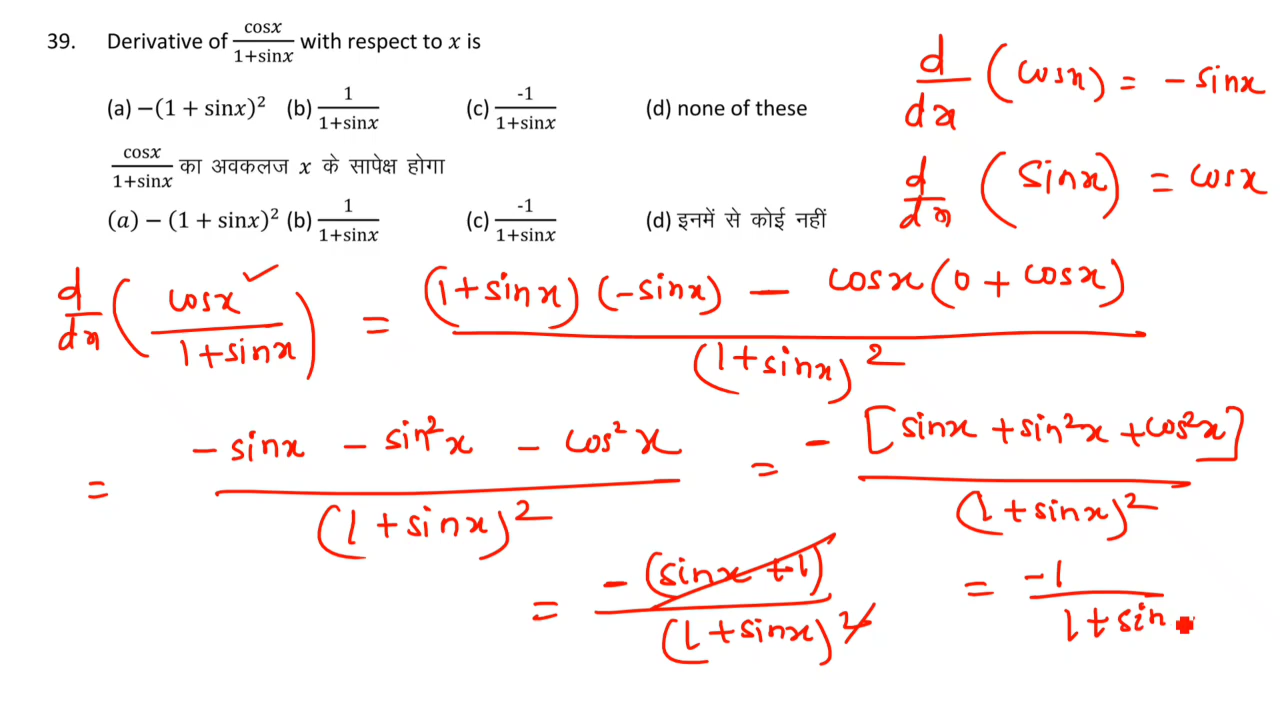 39. Derivative of cosx/1+sinx with respect to x is
(a) −(1 + sinx)² (b) 1/1+sinx (c) -1/1+sinx (d) none of these
cosx/1+sinx का अवकलज x के सापेक्ष होगा
(a) − (1 + sinx)² (b) 1/1+sinx (c) -1/1+sinx (d) इनमें से कोई नहीं
d/dx (cosx) = - sinx
d/dx (sinx) = cosx
d/dx (cosx/1+sinx) = (1+sinx)(-sinx) - cosx(0 + cosx)/(1+sinx)²
= -sinx - sin²x - cos²x/(1+sinx)² = -[sinx + sin²x + cos²x]/(1+sinx)²
= -(sinx+1)/(1+sinx)² = -1/1+sin